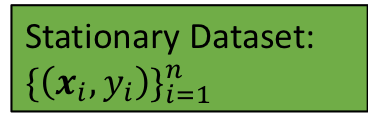 Stationary Dataset:
{(𝒙ᵢ, 𝑦ᵢ)}ⁿᵢ₌₁